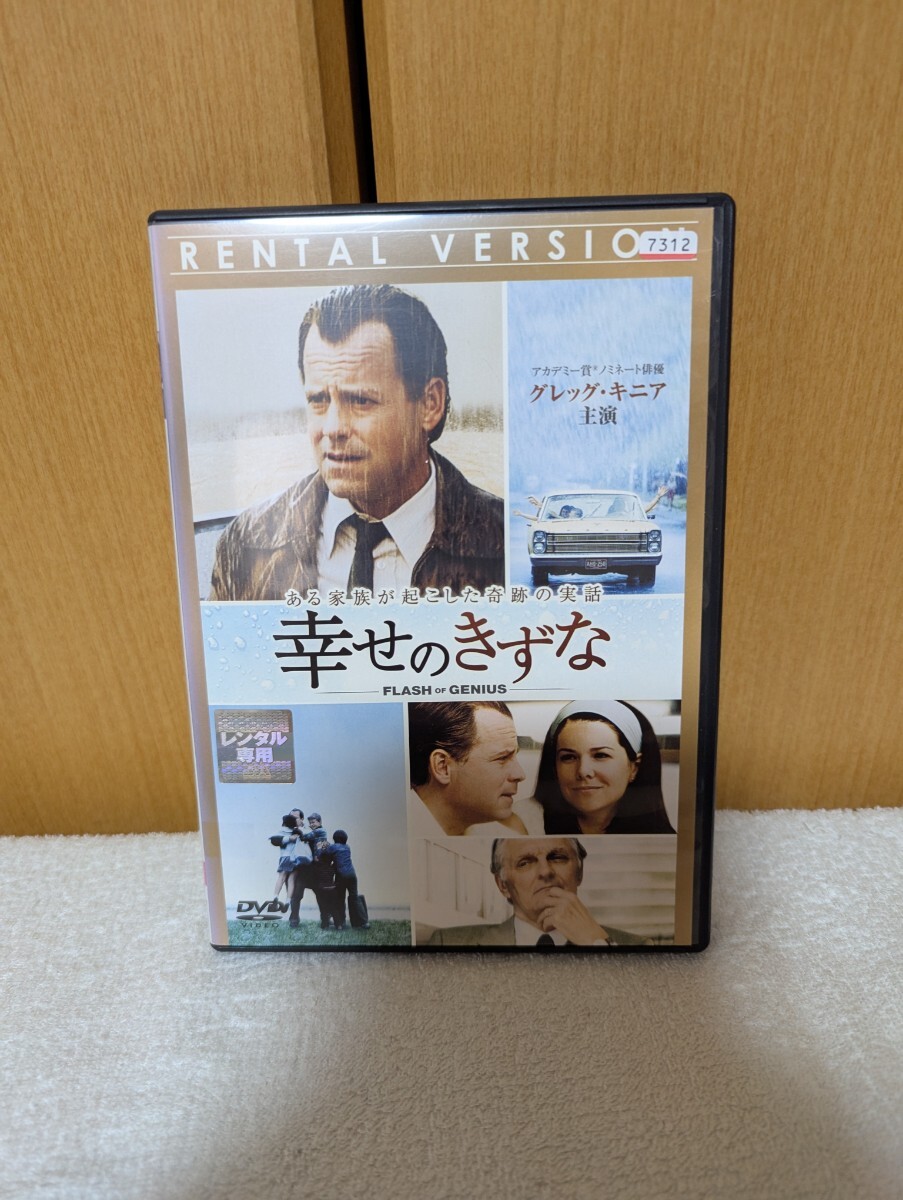 RENTAL VERSION
7312
アカデミー賞®ノミネート俳優
グレッグ・キニア
主演
ある家族が起こした奇跡の実話
幸せのきずな
FLASH OF GENIUS
レンタル
専用
DVD
VIDEO